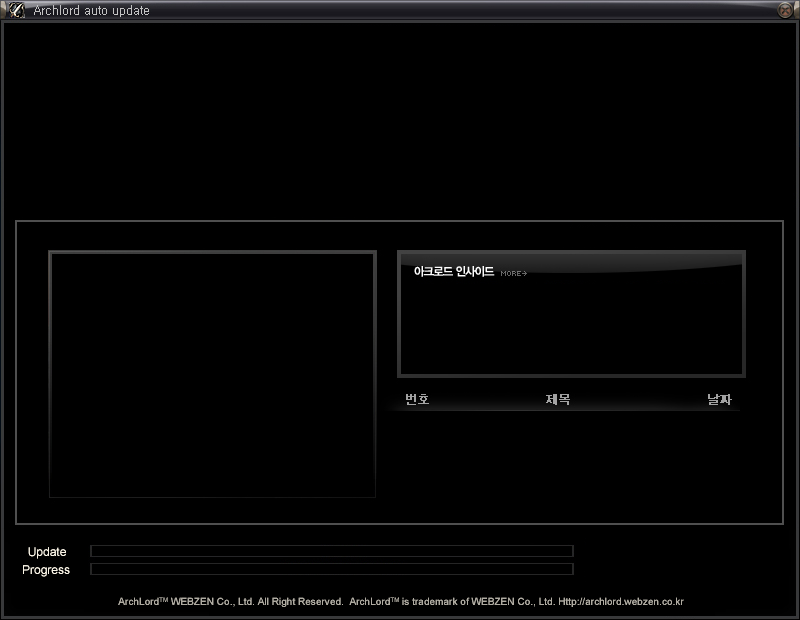 Archlord auto update
아크로드 인사이드 MORE→
번호 제목 날짜
Update
Progress
ArchLord™ WEBZEN Co., Ltd. All Right Reserved. ArchLord™ is trademark of WEBZEN Co., Ltd. Http://archlord.webzen.co.kr